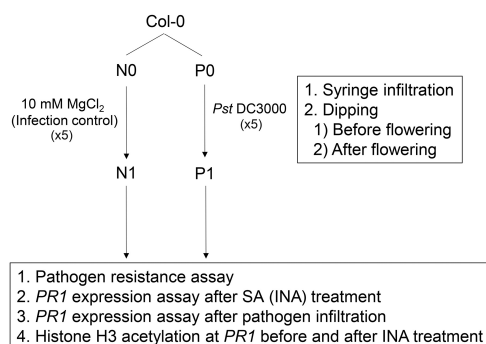 Col-0
N0 P0
10 mM MgCl₂
(Infection control)
(x5)
Pst DC3000
(x5)
1. Syringe infiltration
2. Dipping
1) Before flowering
2) After flowering
N1 P1
1. Pathogen resistance assay
2. PR1 expression assay after SA (INA) treatment
3. PR1 expression assay after pathogen infiltration
4. Histone H3 acetylation at PR1 before and after INA treatment